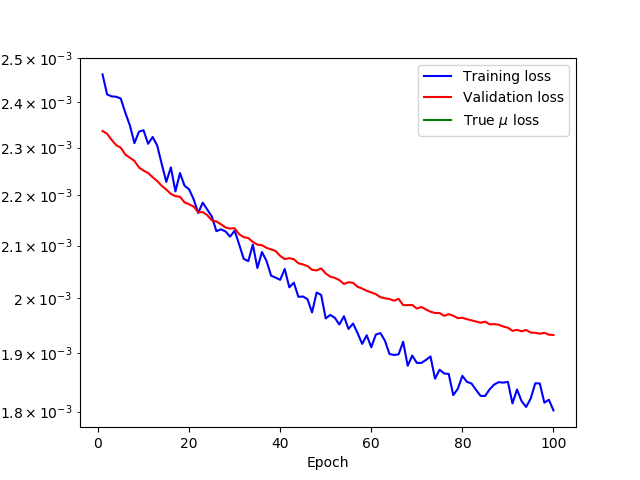 2.5 × 10⁻³
2.4 × 10⁻³
2.3 × 10⁻³
2.2 × 10⁻³
2.1 × 10⁻³
2 × 10⁻³
1.9 × 10⁻³
1.8 × 10⁻³
Training loss
Validation loss
True μ loss
0 20 40 60 80 100
Epoch